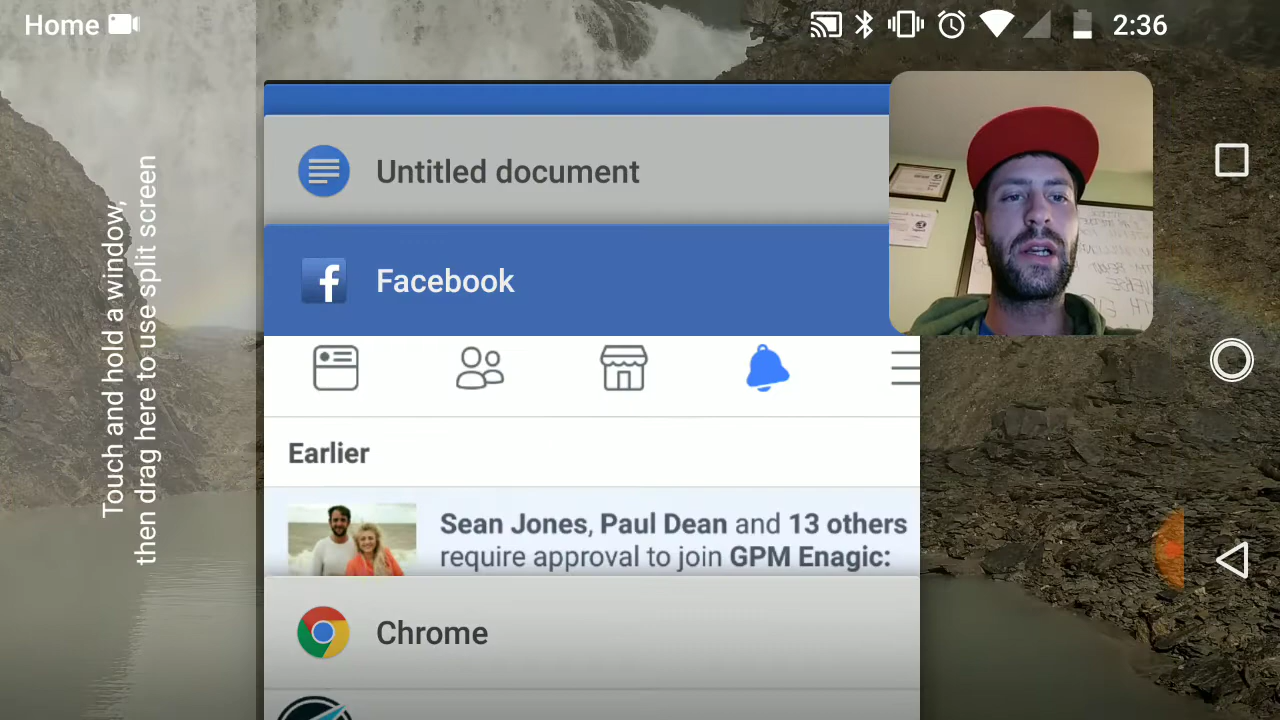 Home
2:36
Touch and hold a window,
then drag here to use split screen
Untitled document
Facebook
Earlier
Sean Jones, Paul Dean and 13 others
require approval to join GPM Enagic:
Chrome